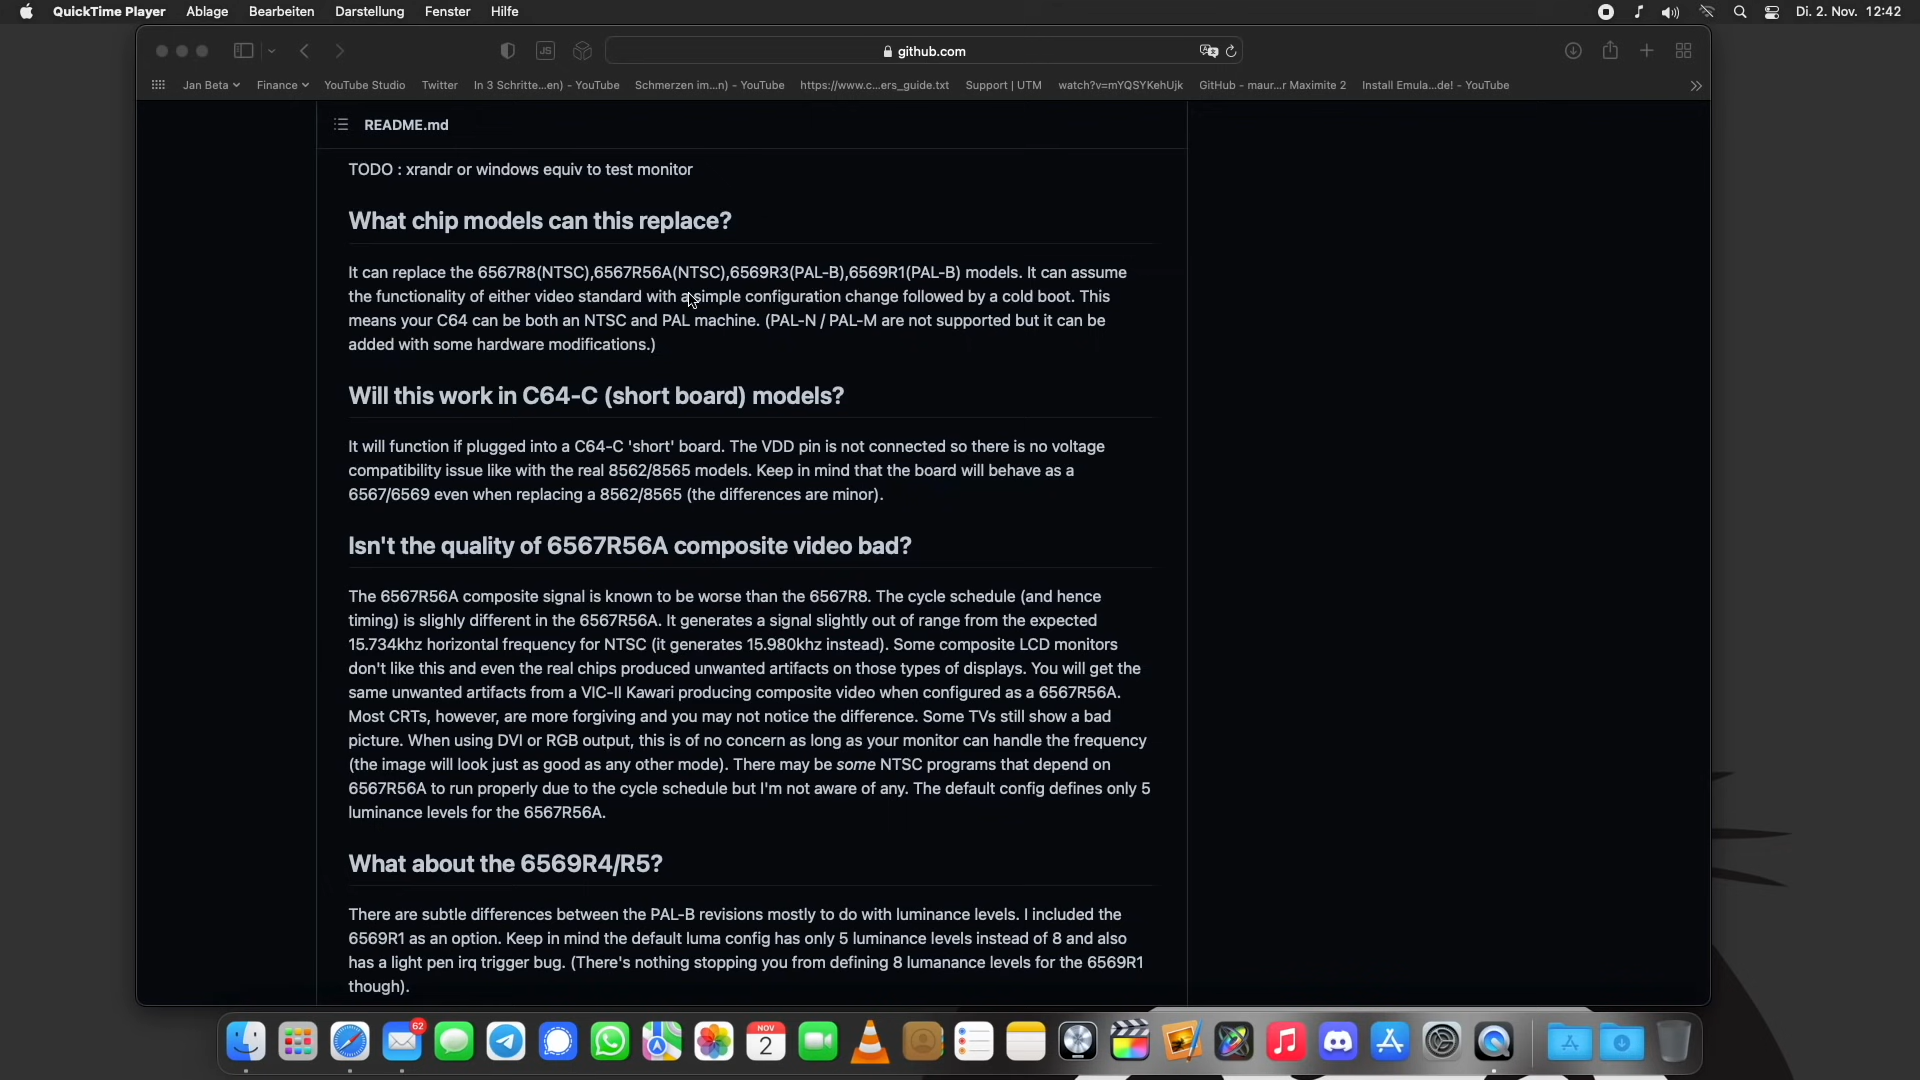 QuickTime Player Ablage Bearbeiten Darstellung Fenster Hilfe Di. 2. Nov. 12:42
JS github.com
Jan Beta Finance YouTube Studio Twitter In 3 Schritte...en) - YouTube Schmerzen im...n) - YouTube https://www.c...ers_guide.txt Support | UTM watch?v=mYQSYKehUjk GitHub - maur...r Maximite 2 Install Emula...de! - YouTube
README.md
TODO : xrandr or windows equiv to test monitor
What chip models can this replace?
It can replace the 6567R8(NTSC),6567R56A(NTSC),6569R3(PAL-B),6569R1(PAL-B) models. It can assume
the functionality of either video standard with a simple configuration change followed by a cold boot. This
means your C64 can be both an NTSC and PAL machine. (PAL-N / PAL-M are not supported but it can be
added with some hardware modifications.)
Will this work in C64-C (short board) models?
It will function if plugged into a C64-C 'short' board. The VDD pin is not connected so there is no voltage
compatibility issue like with the real 8562/8565 models. Keep in mind that the board will behave as a
6567/6569 even when replacing a 8562/8565 (the differences are minor).
Isn't the quality of 6567R56A composite video bad?
The 6567R56A composite signal is known to be worse than the 6567R8. The cycle schedule (and hence
timing) is slighly different in the 6567R56A. It generates a signal slightly out of range from the expected
15.734khz horizontal frequency for NTSC (it generates 15.980khz instead). Some composite LCD monitors
don't like this and even the real chips produced unwanted artifacts on those types of displays. You will get the
same unwanted artifacts from a VIC-II Kawari producing composite video when configured as a 6567R56A.
Most CRTs, however, are more forgiving and you may not notice the difference. Some TVs still show a bad
picture. When using DVI or RGB output, this is of no concern as long as your monitor can handle the frequency
(the image will look just as good as any other mode). There may be some NTSC programs that depend on
6567R56A to run properly due to the cycle schedule but I'm not aware of any. The default config defines only 5
luminance levels for the 6567R56A.
What about the 6569R4/R5?
There are subtle differences between the PAL-B revisions mostly to do with luminance levels. I included the
6569R1 as an option. Keep in mind the default luma config has only 5 luminance levels instead of 8 and also
has a light pen irq trigger bug. (There's nothing stopping you from defining 8 lumanance levels for the 6569R1
though).
62
NOV
2